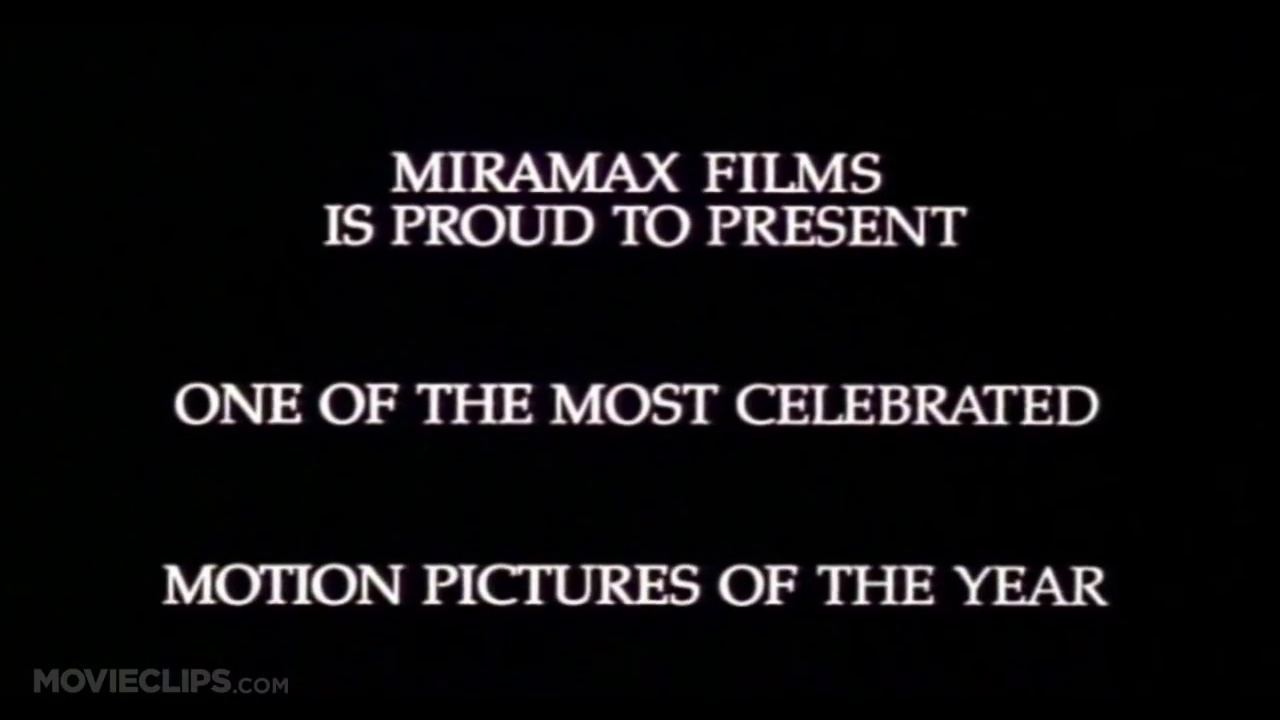 MIRAMAX FILMS
IS PROUD TO PRESENT
ONE OF THE MOST CELEBRATED
MOTION PICTURES OF THE YEAR
MOVIECLIPS.COM